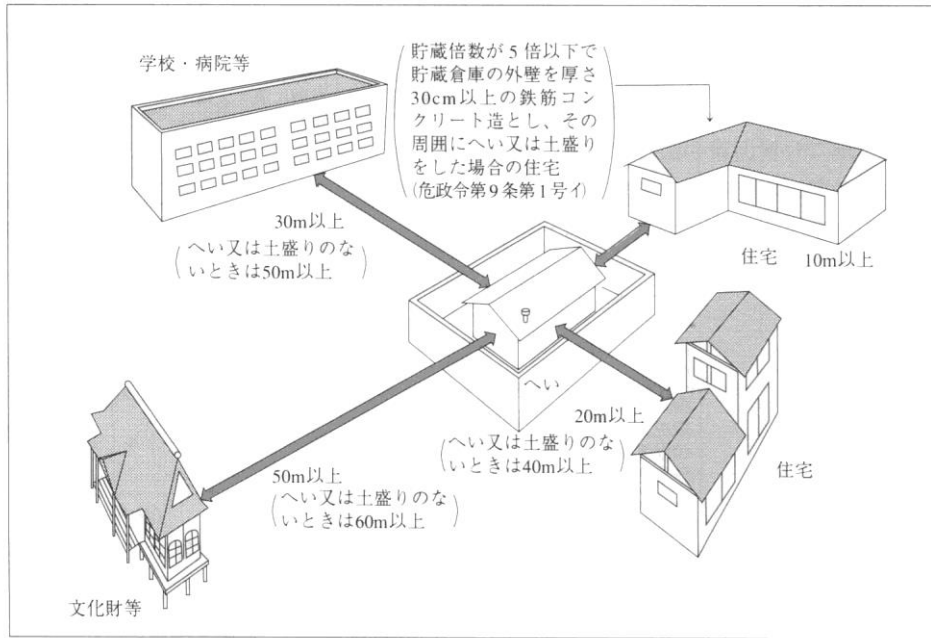 学校・病院等
貯蔵倍数が5倍以下で
貯蔵倉庫の外壁を厚さ
30cm以上の鉄筋コン
クリート造とし、その
周囲にへい又は土盛り
をした場合の住宅
(危政令第9条第1号イ)
30m以上
(へい又は土盛りのな
いときは50m以上)
住宅 10m以上
へい
20m以上
(へい又は土盛りのな
いときは40m以上)
住宅
50m以上
(へい又は土盛りのな
いときは60m以上)
文化財等